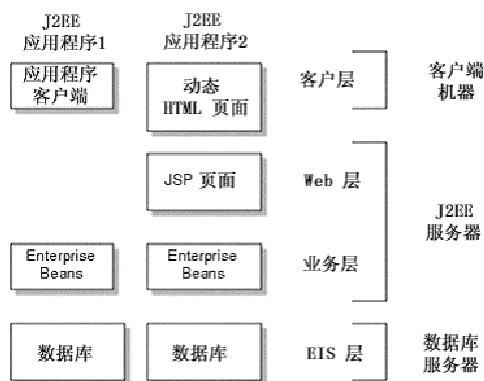 J2EE
应用程序1
J2EE
应用程序2
应用程序
客户端
动态
HTML 页面
客户层
客户端
机器
JSP 页面
Web 层
J2EE
服务器
Enterprise
Beans
Enterprise
Beans
业务层
数据库
数据库
EIS 层
数据库
服务器